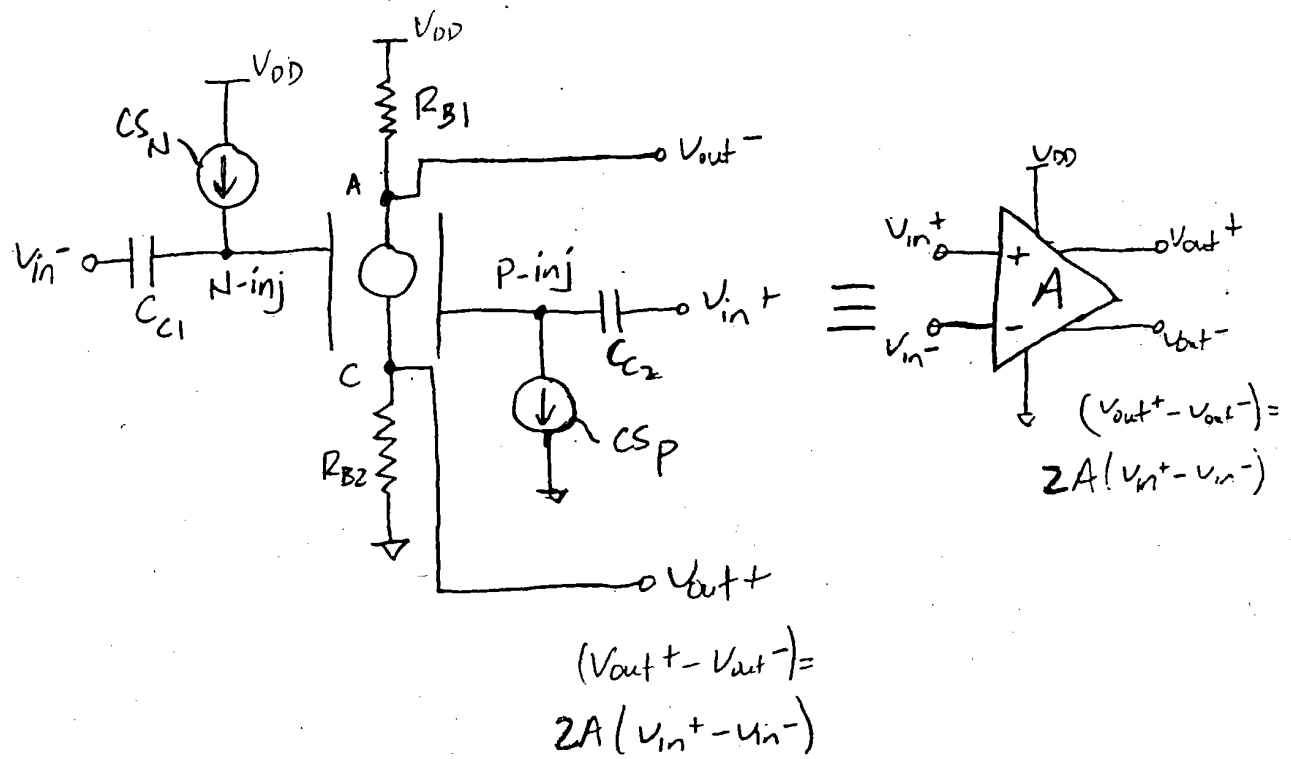 VDD
VDD
CSN
RB1
Vout-
A
VDD
Vin-
N-inj
P-inj
Vin+
CC1
CC2
C
CSP
RB2
Vout+
(Vout+ - Vout-)=
2A(Vin+ - Vin-)
≡
Vin+
+
A
Vout+
Vin-
-
Vout-
(Vout+ - Vout-)=
2A(Vin+ - Vin-)